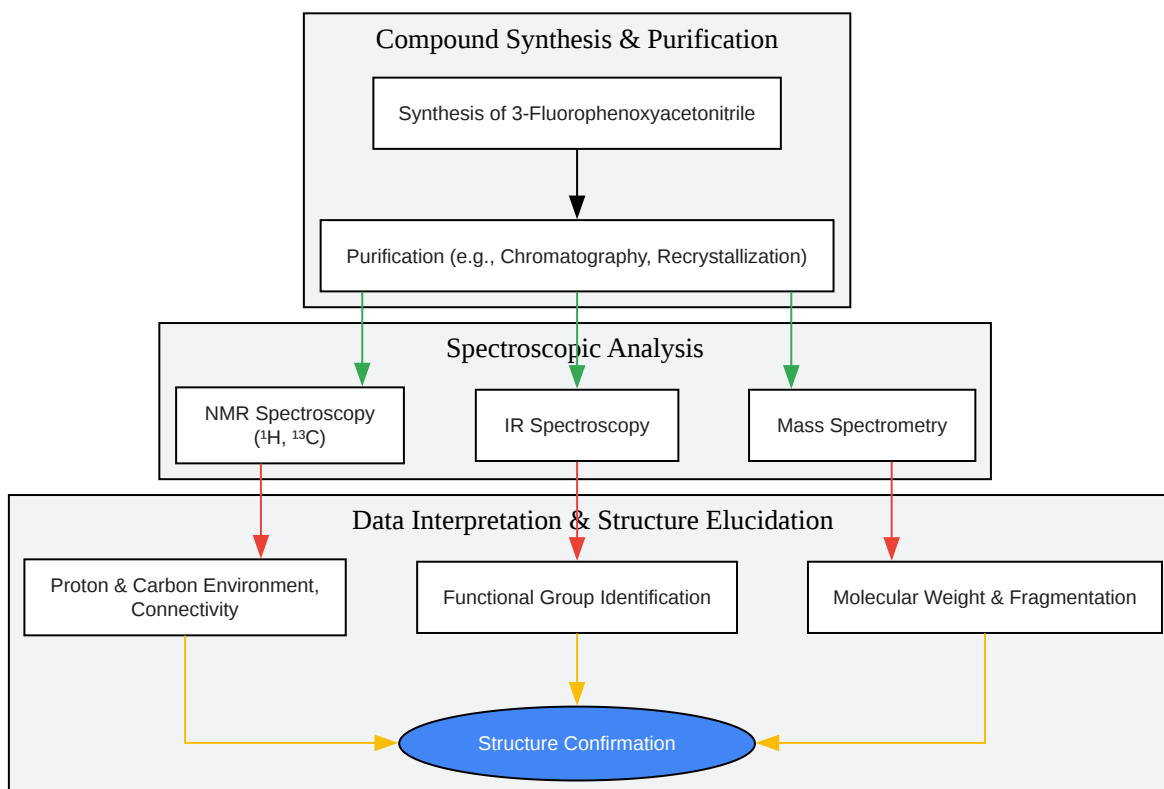 Compound Synthesis & Purification
Synthesis of 3-Fluorophenoxyacetonitrile
Purification (e.g., Chromatography, Recrystallization)
Spectroscopic Analysis
NMR Spectroscopy
(¹H, ¹³C)
IR Spectroscopy
Mass Spectrometry
Data Interpretation & Structure Elucidation
Proton & Carbon Environment,
Connectivity
Functional Group Identification
Molecular Weight & Fragmentation
Structure Confirmation